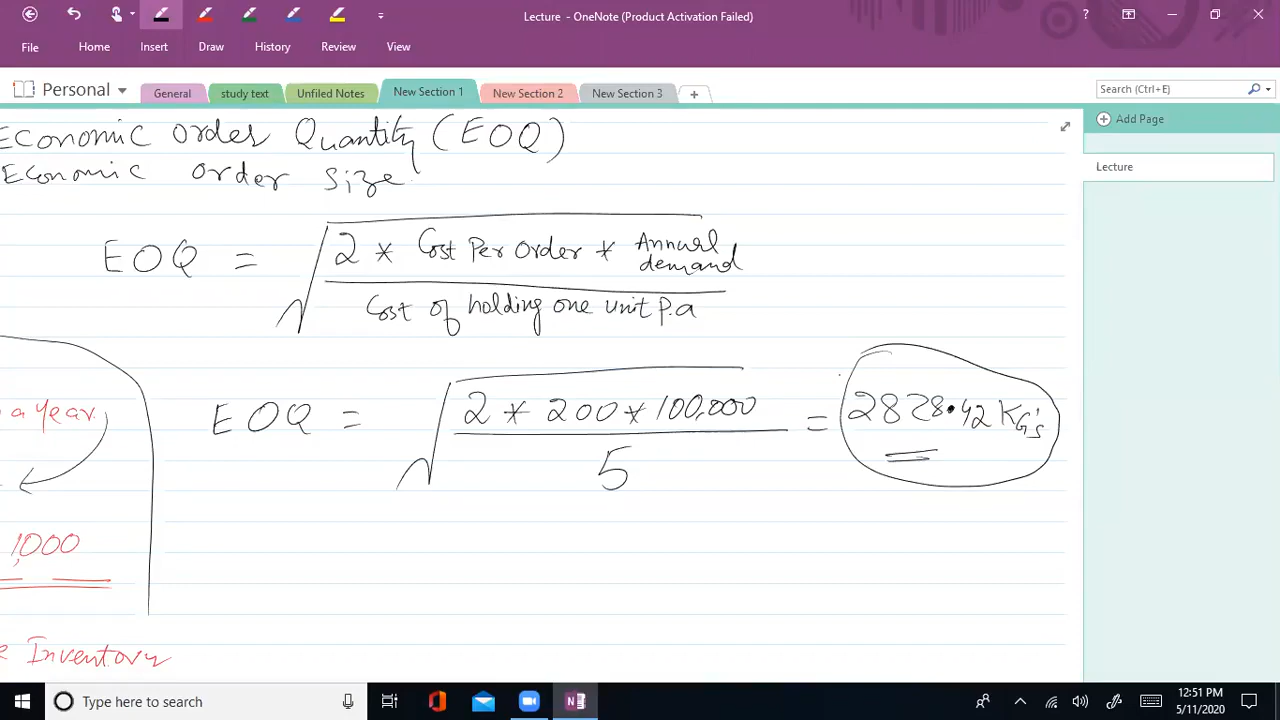 Lecture - OneNote (Product Activation Failed)
File Home Insert Draw History Review View
Personal General study text Unfiled Notes New Section 1 New Section 2 New Section 3 + Search (Ctrl+E)
Add Page
Lecture
Economic Order Quantity (EOQ)
Economic order size
EOQ = √ 2 * Cost Per Order * Annual demand
Cost of holding one unit P.a
EOQ = √ 2 * 200 * 100,000 = 2828.42 KG's
5
a year
1,000
Inventory
Type here to search
12:51 PM
5/11/2020